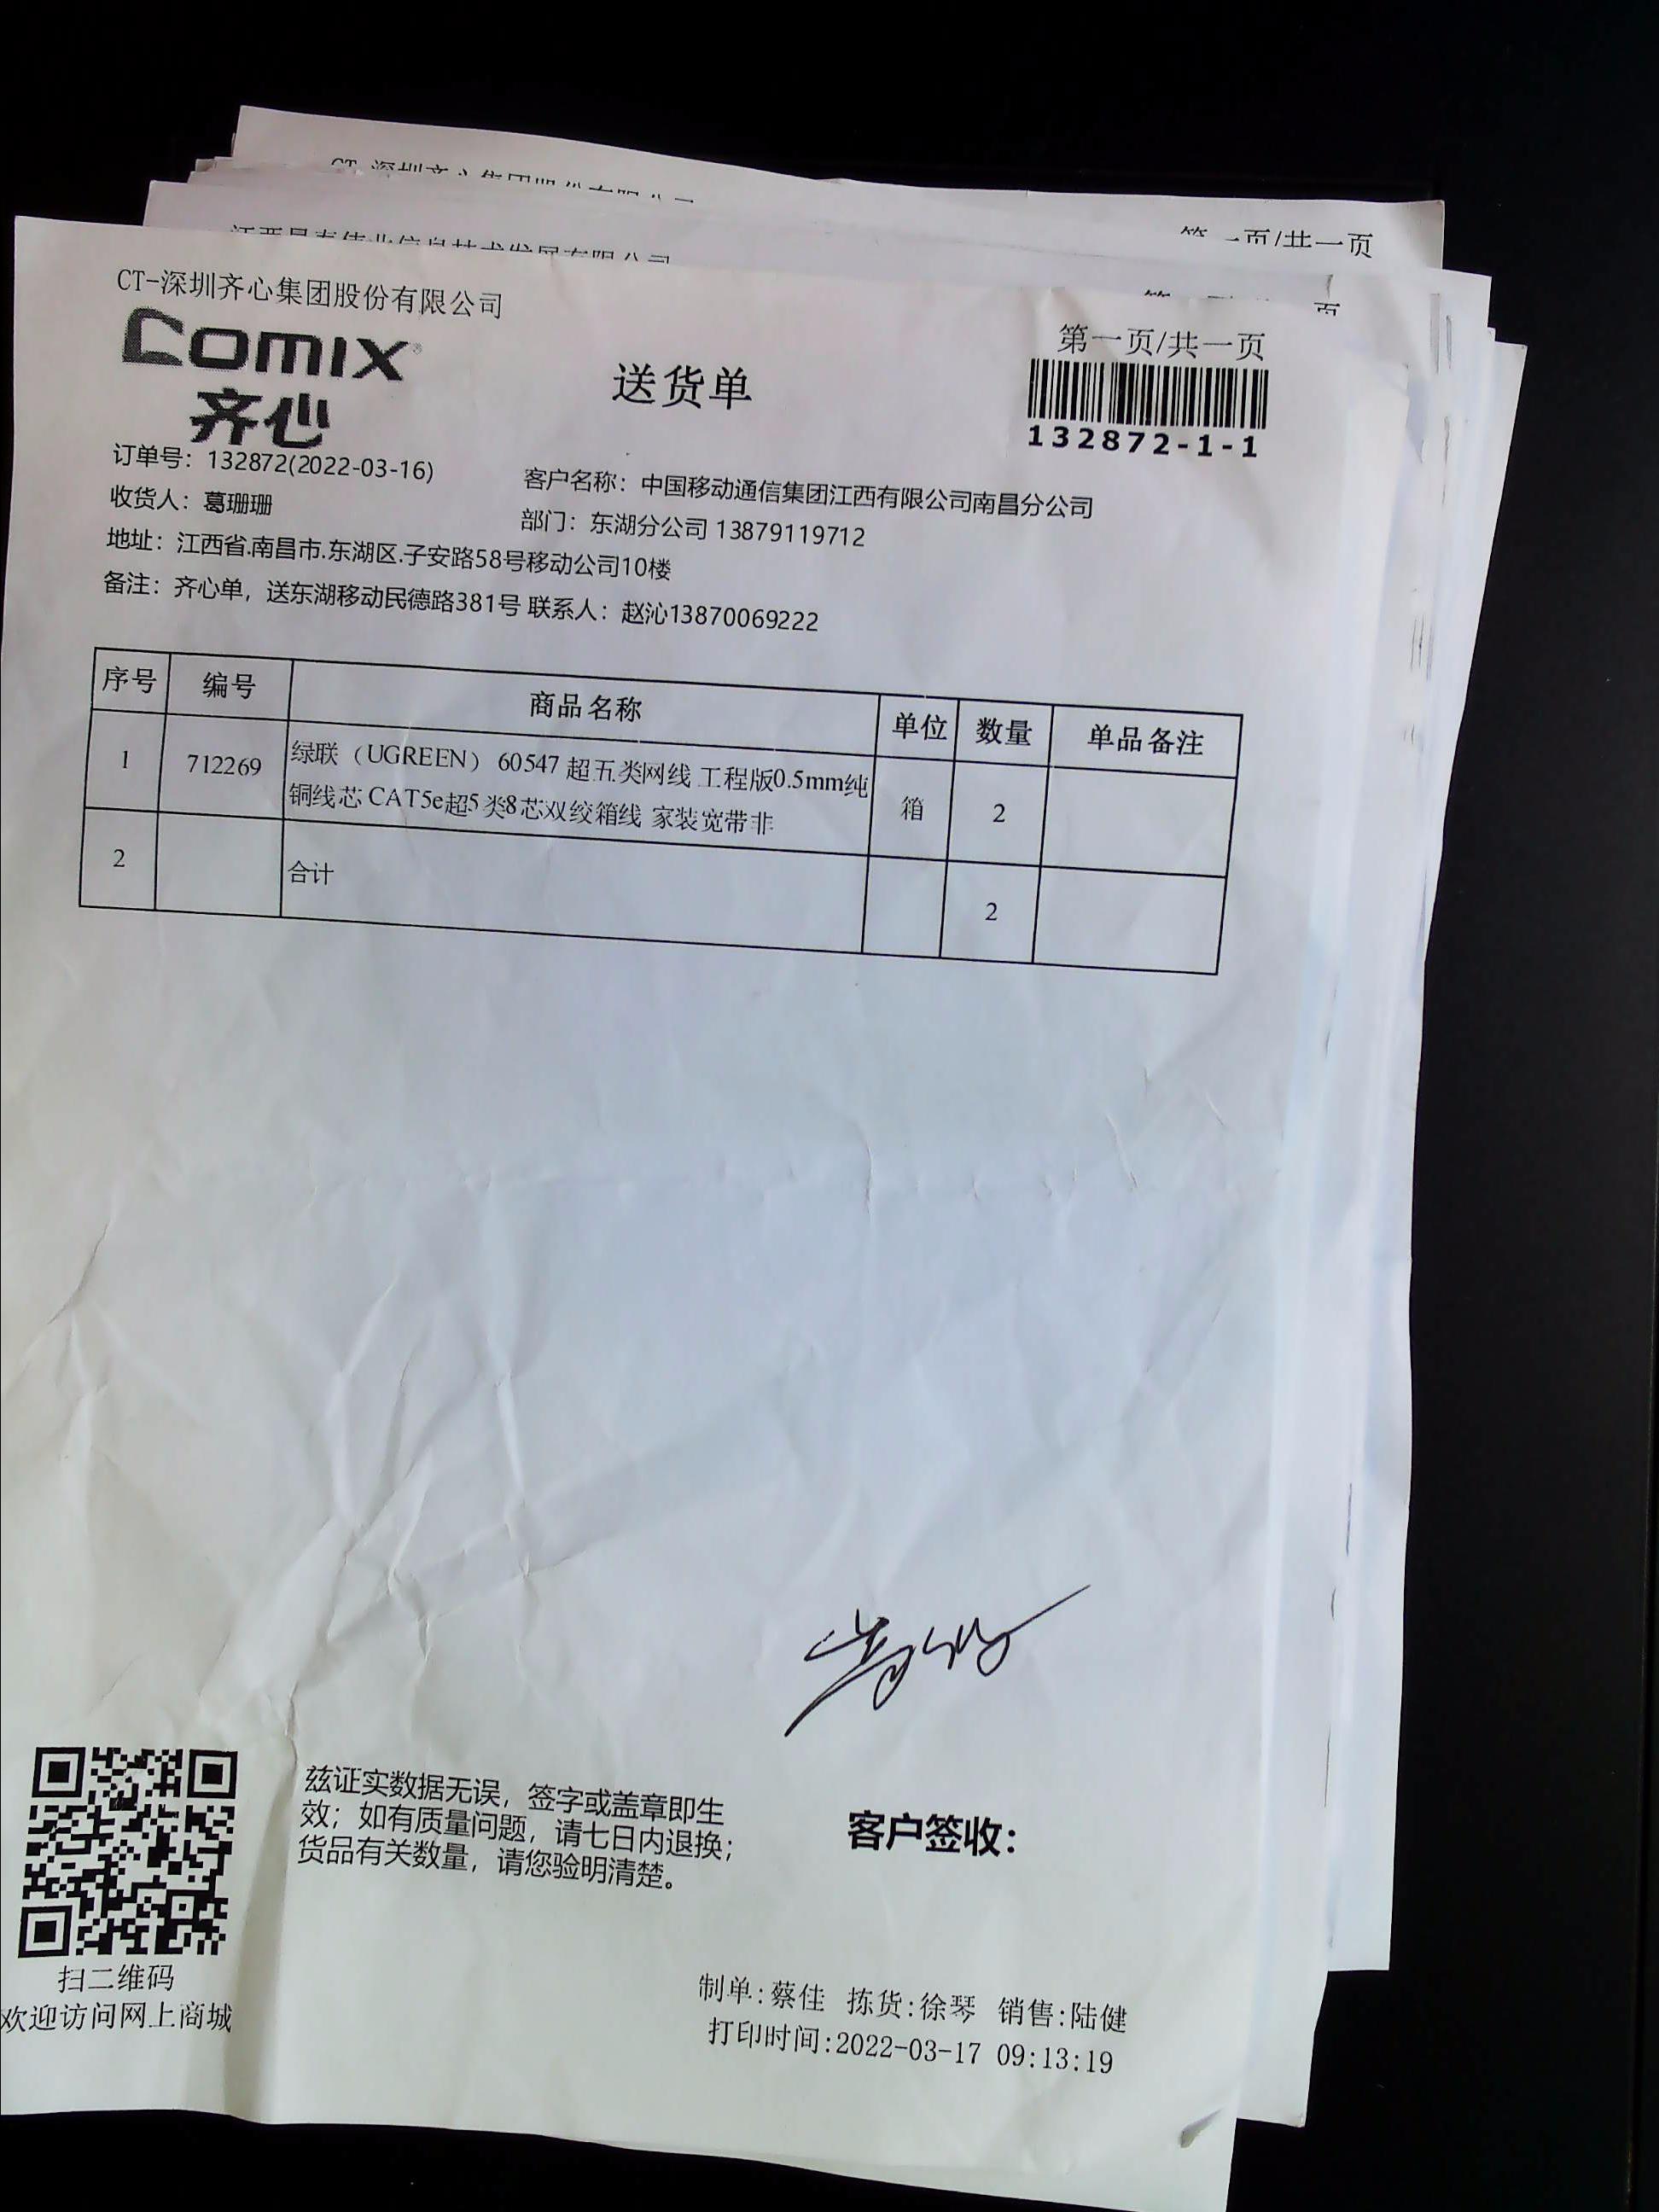 第一页/共一页
CT-深圳齐心集团股份有限公司
第一页/共一页
comix
齐心
送货单
132872-1-1
订单号：132872(2022-03-16)
客户名称：中国移动通信集团江西有限公司南昌分公司
收货人：葛珊珊
部门：东湖分公司 13879119712
地址：江西省.南昌市.东湖区.子安路58号移动公司10楼
备注：齐心单，送东湖移动民德路381号 联系人：赵沁13870069222
序号 编号 商品名称 单位 数量 单品备注
1 712269 绿联（UGREEN） 60547 超五类网线 工程版0.5mm纯
铜线芯 CAT5e超5类8芯双绞箱线 家装宽带非 箱 2
2 合计 2
兹证实数据无误，签字或盖章即生
效；如有质量问题，请七日内退换；
货品有关数量，请您验明清楚。
客户签收：
扫二维码
欢迎访问网上商城
制单:蔡佳 拣货:徐琴 销售:陆健
打印时间:2022-03-17 09:13:19